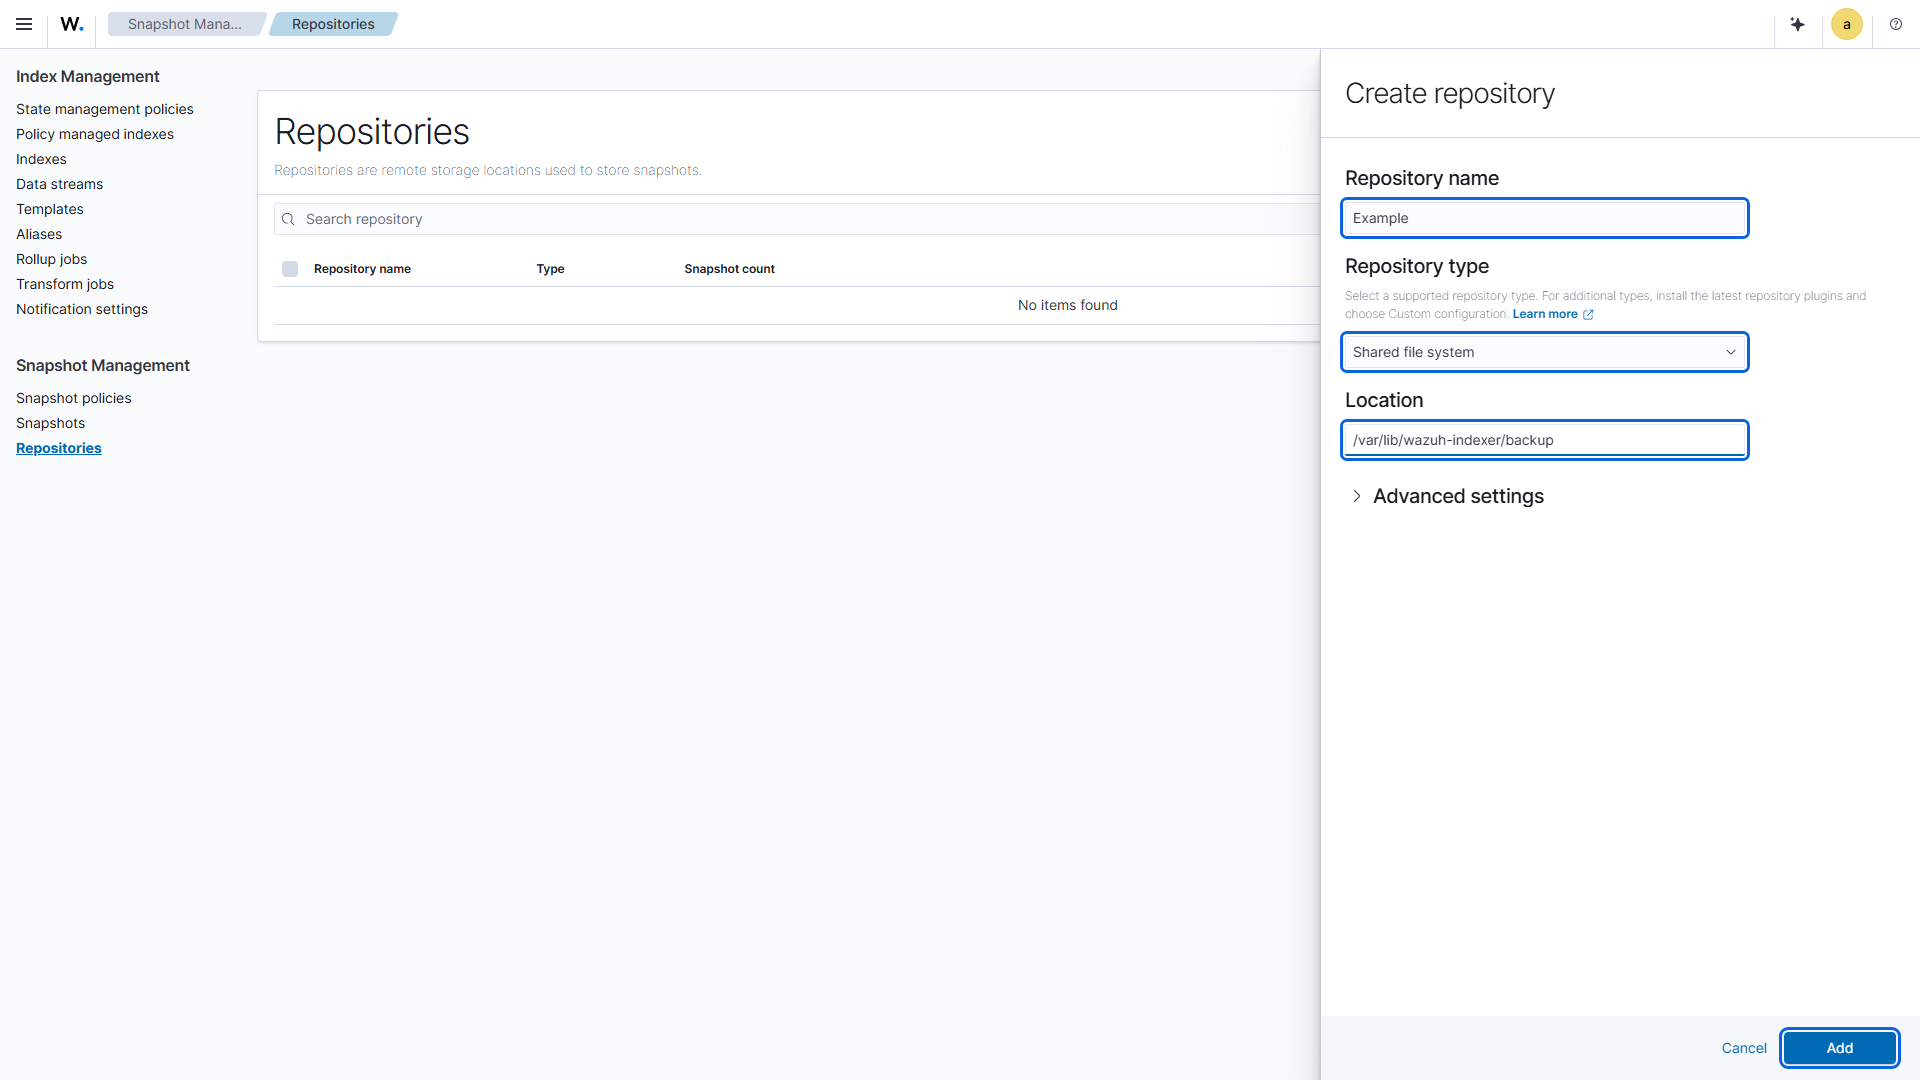 W.
Snapshot Mana...
Repositories
a
Index Management
State management policies
Policy managed indexes
Indexes
Data streams
Templates
Aliases
Rollup jobs
Transform jobs
Notification settings
Snapshot Management
Snapshot policies
Snapshots
Repositories
Repositories
Repositories are remote storage locations used to store snapshots.
Search repository
Repository name Type Snapshot count
No items found
Create repository
Repository name
Example
Repository type
Select a supported repository type. For additional types, install the latest repository plugins and
choose Custom configuration. Learn more
Shared file system
Location
/var/lib/wazuh-indexer/backup
Advanced settings
Cancel
Add